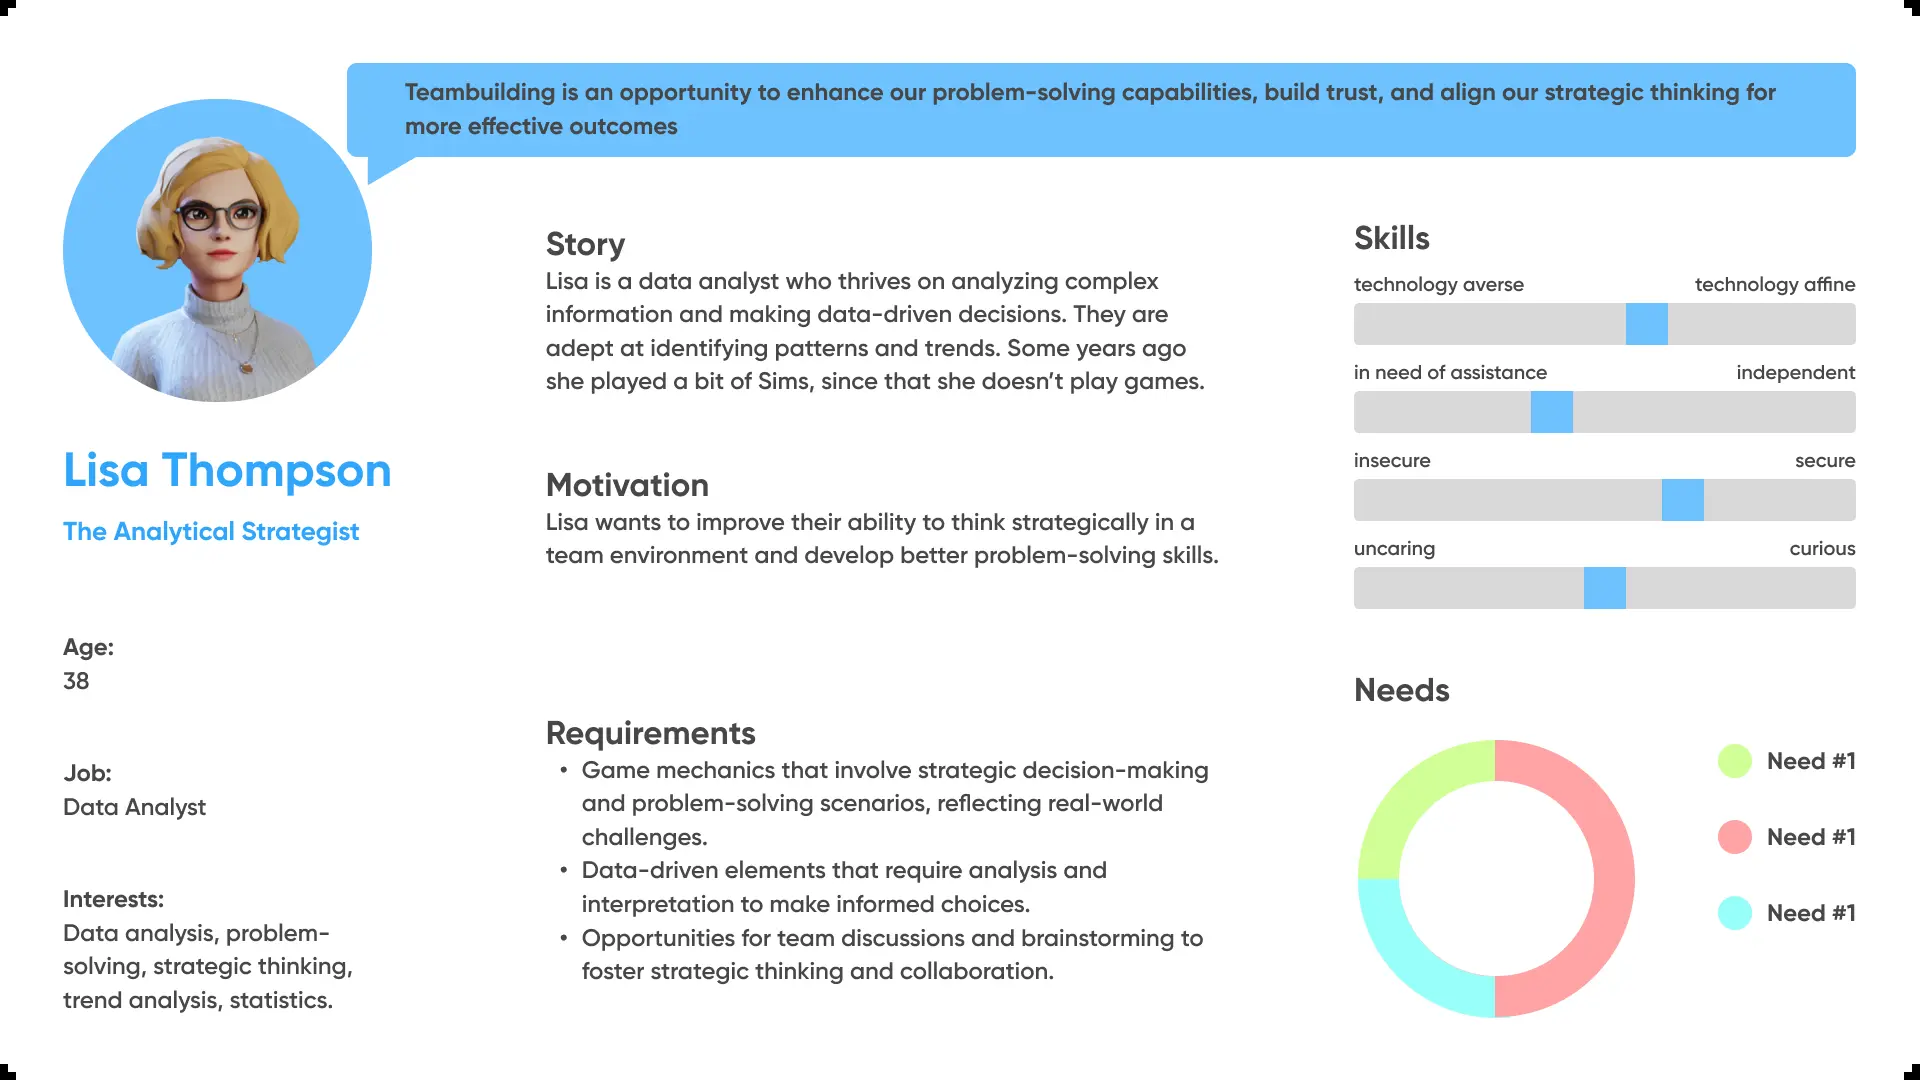 Teambuilding is an opportunity to enhance our problem-solving capabilities, build trust, and align our strategic thinking for
more effective outcomes
Lisa Thompson
The Analytical Strategist
Age:
38
Job:
Data Analyst
Interests:
Data analysis, problem-
solving, strategic thinking,
trend analysis, statistics.
Story
Lisa is a data analyst who thrives on analyzing complex
information and making data-driven decisions. They are
adept at identifying patterns and trends. Some years ago
she played a bit of Sims, since that she doesn’t play games.
Motivation
Lisa wants to improve their ability to think strategically in a
team environment and develop better problem-solving skills.
Requirements
• Game mechanics that involve strategic decision-making
and problem-solving scenarios, reflecting real-world
challenges.
• Data-driven elements that require analysis and
interpretation to make informed choices.
• Opportunities for team discussions and brainstorming to
foster strategic thinking and collaboration.
Skills
technology averse technology affine
in need of assistance independent
insecure secure
uncaring curious
Needs
Need #1
Need #1
Need #1